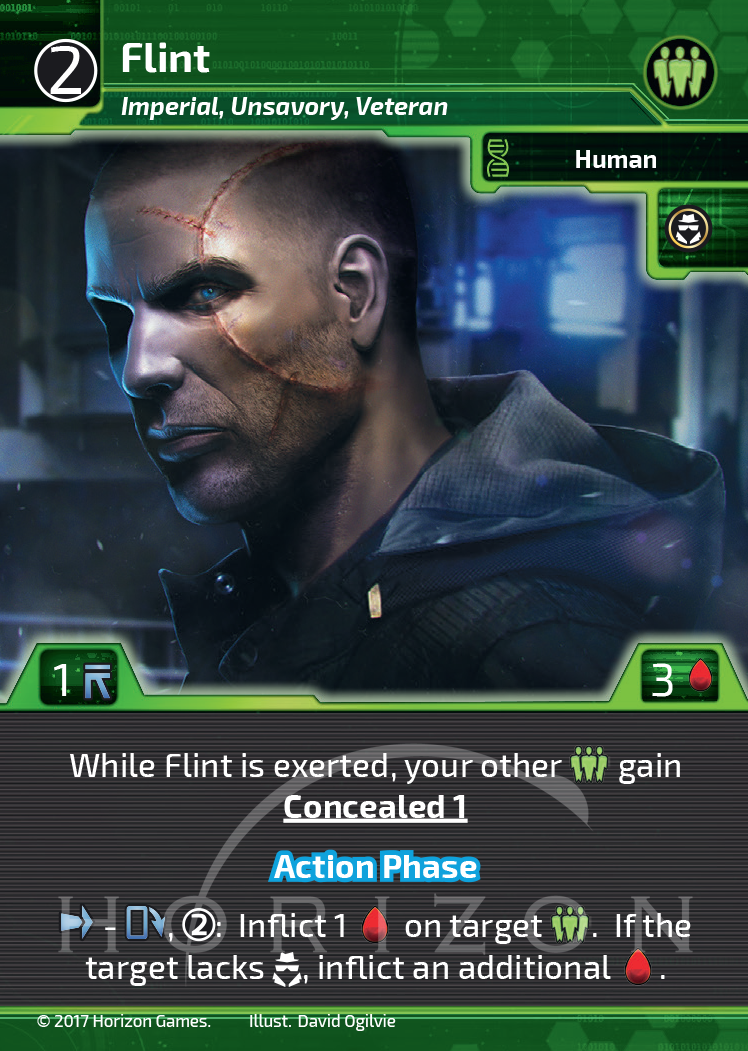 2
Flint
Imperial, Unsavory, Veteran
Human
1
3
While Flint is exerted, your other gain
Concealed 1
Action Phase
- , 2: Inflict 1 on target . If the
target lacks , inflict an additional .
HORIZON
© 2017 Horizon Games. Illust. David Ogilvie